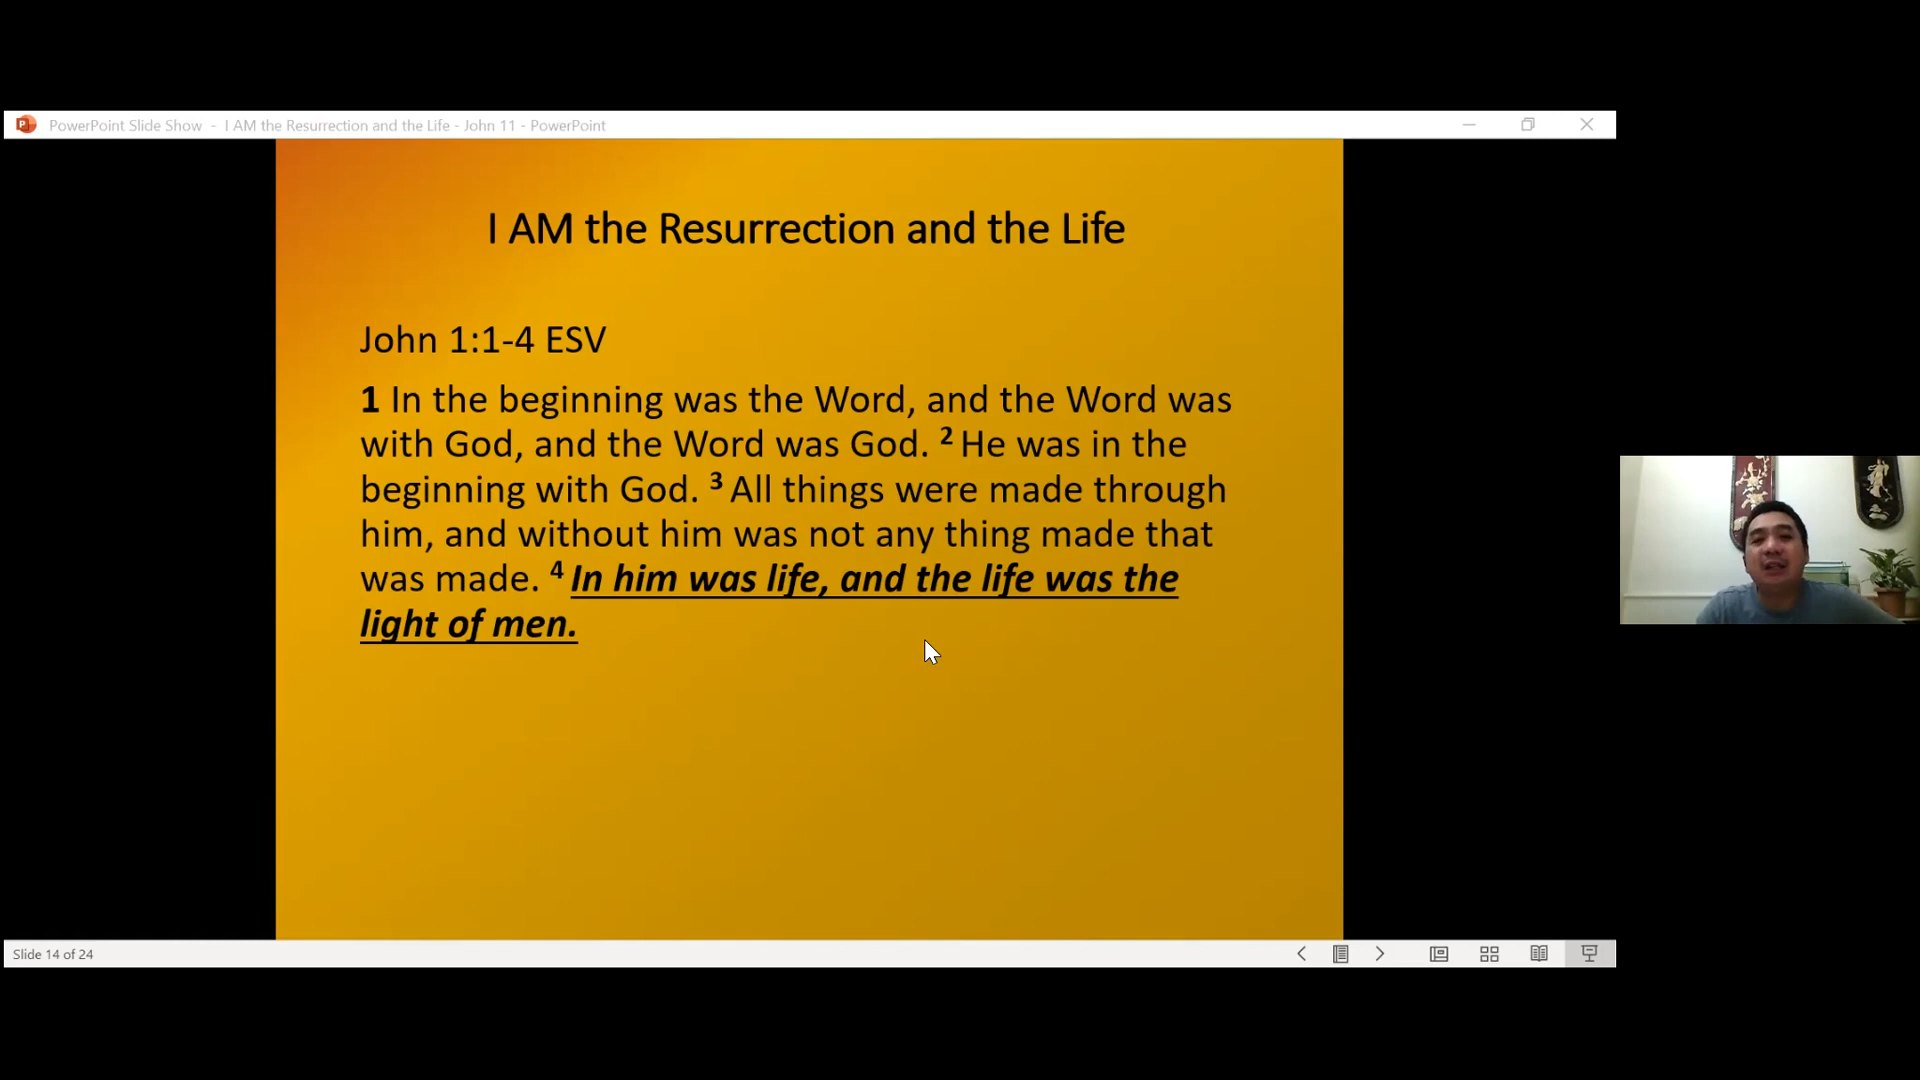 PowerPoint Slide Show - I AM the Resurrection and the Life - John 11 - PowerPoint
I AM the Resurrection and the Life
John 1:1-4 ESV
1 In the beginning was the Word, and the Word was
with God, and the Word was God. 2 He was in the
beginning with God. 3 All things were made through
him, and without him was not any thing made that
was made. 4 In him was life, and the life was the
light of men.
Slide 14 of 24